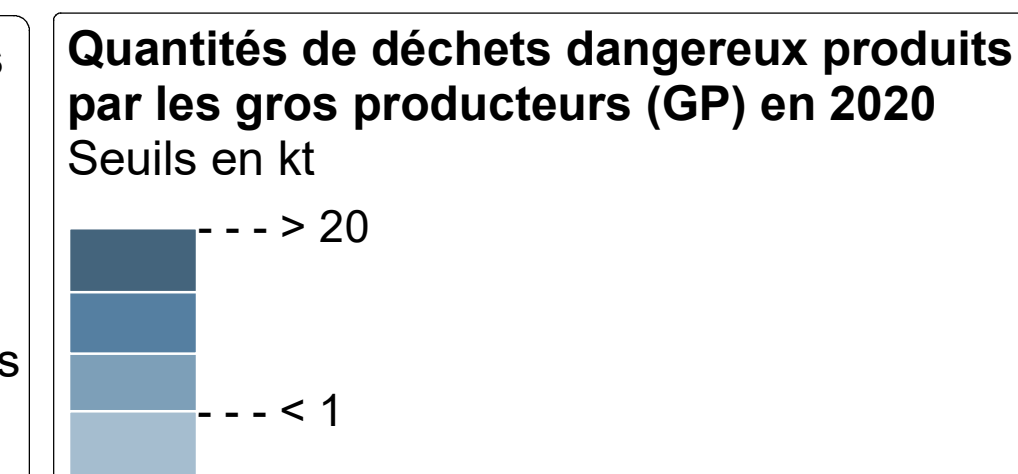 s
Quantités de déchets dangereux produits
par les gros producteurs (GP) en 2020
Seuils en kt
- - - > 20
s
- - - < 1